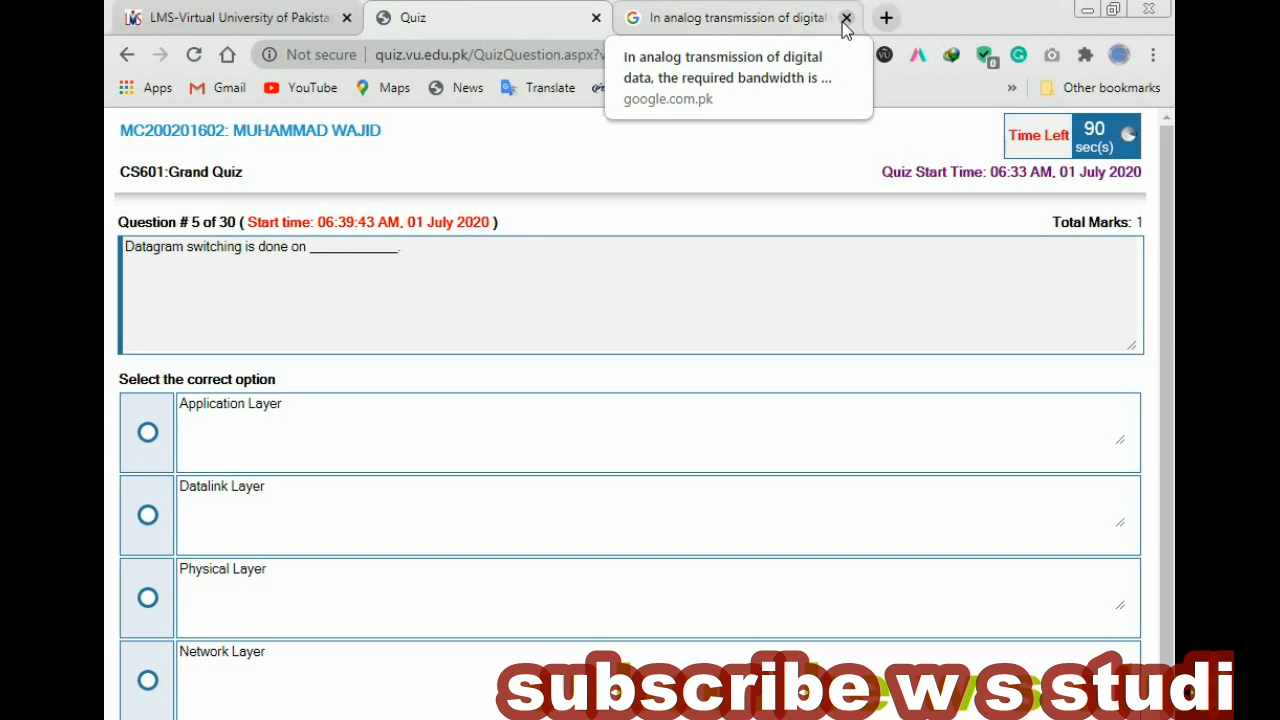 LMS-Virtual University of Pakista
Quiz
In analog transmission of digital
Not secure
quiz.vu.edu.pk/QuizQuestion.aspx?v
In analog transmission of digital
data, the required bandwidth is ...
google.com.pk
Apps
Gmail
YouTube
Maps
News
Translate
»
Other bookmarks
MC200201602: MUHAMMAD WAJID
Time Left
90
sec(s)
CS601:Grand Quiz
Quiz Start Time: 06:33 AM, 01 July 2020
Question # 5 of 30 ( Start time: 06:39:43 AM, 01 July 2020 )
Total Marks: 1
Datagram switching is done on ____________.
Select the correct option
Application Layer
Datalink Layer
Physical Layer
Network Layer
subscribe w s studi